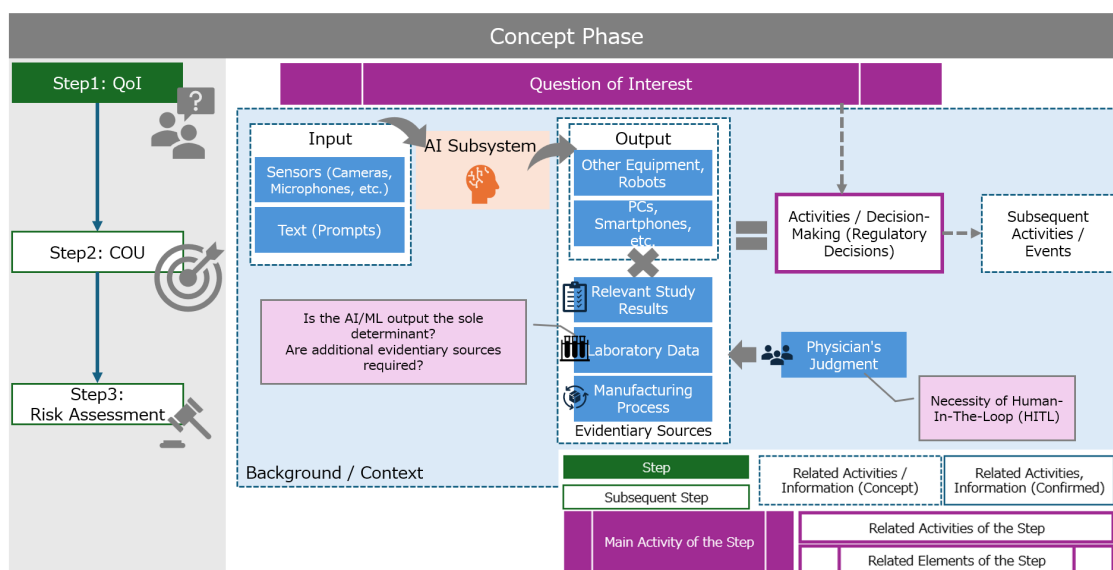 Concept Phase
Step1: QoI
?
Step2: COU
Step3:
Risk Assessment
Question of Interest
Input
Sensors (Cameras,
Microphones, etc.)
Text (Prompts)
AI Subsystem
Output
Other Equipment,
Robots
PCs,
Smartphones,
etc.
Relevant Study
Results
Laboratory Data
Manufacturing
Process
Evidentiary Sources
Is the AI/ML output the sole
determinant?
Are additional evidentiary sources
required?
Activities / Decision-
Making (Regulatory
Decisions)
Subsequent
Activities /
Events
Physician's
Judgment
Necessity of Human-
In-The-Loop (HITL)
Background / Context
Step
Subsequent Step
Related Activities /
Information (Concept)
Related Activities,
Information (Confirmed)
Main Activity of the Step
Related Activities of the Step
Related Elements of the Step